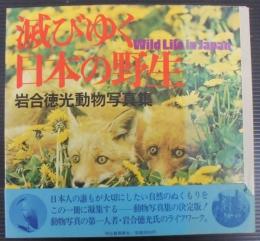 滅びゆく
Wild Life in Japan
日本の野生
岩合徳光動物写真集
日本人の誰もが大切にしたい自然のぬくもりを
この一冊に凝集する——動物写真集の決定版!
動物写真の第一人者・岩合徳光氏のライフワーク。